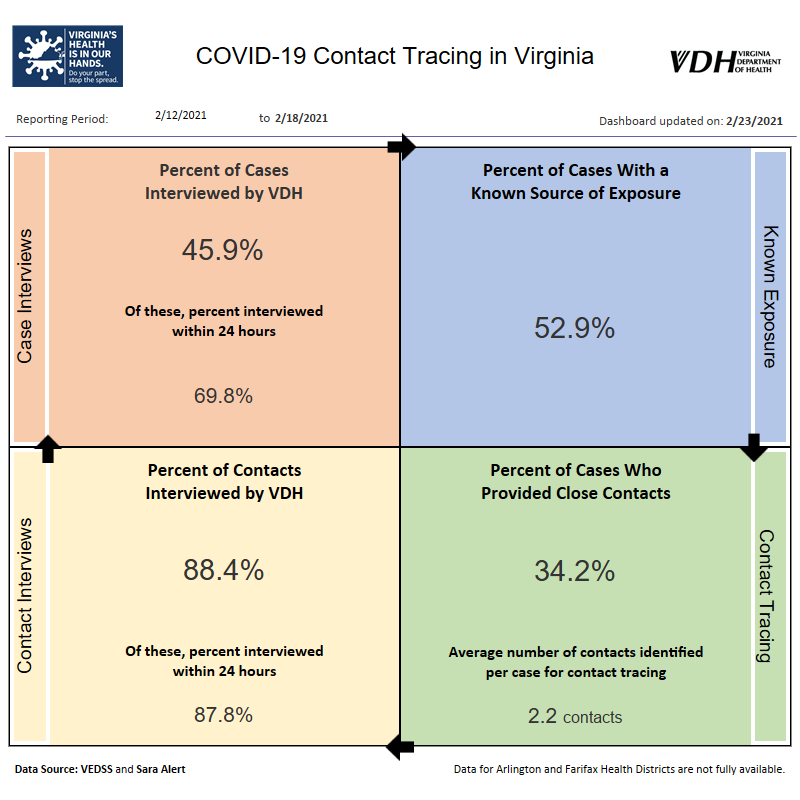 VIRGINIA'S
HEALTH
IS IN OUR
HANDS.
Do your part,
stop the spread.
COVID-19 Contact Tracing in Virginia
VDH VIRGINIA
DEPARTMENT
OF HEALTH
Reporting Period: 2/12/2021 to 2/18/2021
Dashboard updated on: 2/23/2021
Case Interviews
Percent of Cases
Interviewed by VDH
45.9%
Of these, percent interviewed
within 24 hours
69.8%
Percent of Cases With a
Known Source of Exposure
52.9%
Known Exposure
Contact Interviews
Percent of Contacts
Interviewed by VDH
88.4%
Of these, percent interviewed
within 24 hours
87.8%
Percent of Cases Who
Provided Close Contacts
34.2%
Average number of contacts identified
per case for contact tracing
2.2 contacts
Contact Tracing
Data Source: VEDSS and Sara Alert
Data for Arlington and Farifax Health Districts are not fully available.